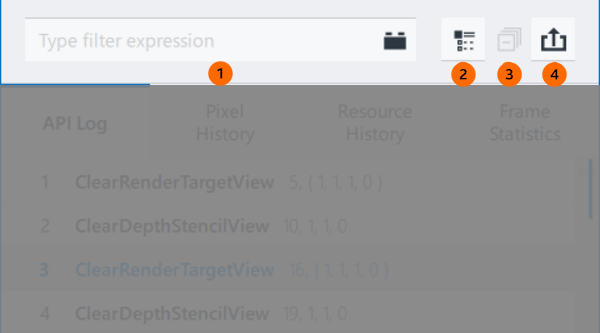 Type filter expression
1
2
3
4
API Log
Pixel
History
Resource
History
Frame
Statistics
1 ClearRenderTargetView 5, { 1, 1, 1, 0 }
2 ClearDepthStencilView 10, 1, 1, 0
3 ClearRenderTargetView 16, { 1, 1, 1, 0 }
4 ClearDepthStencilView 19, 1, 1, 0